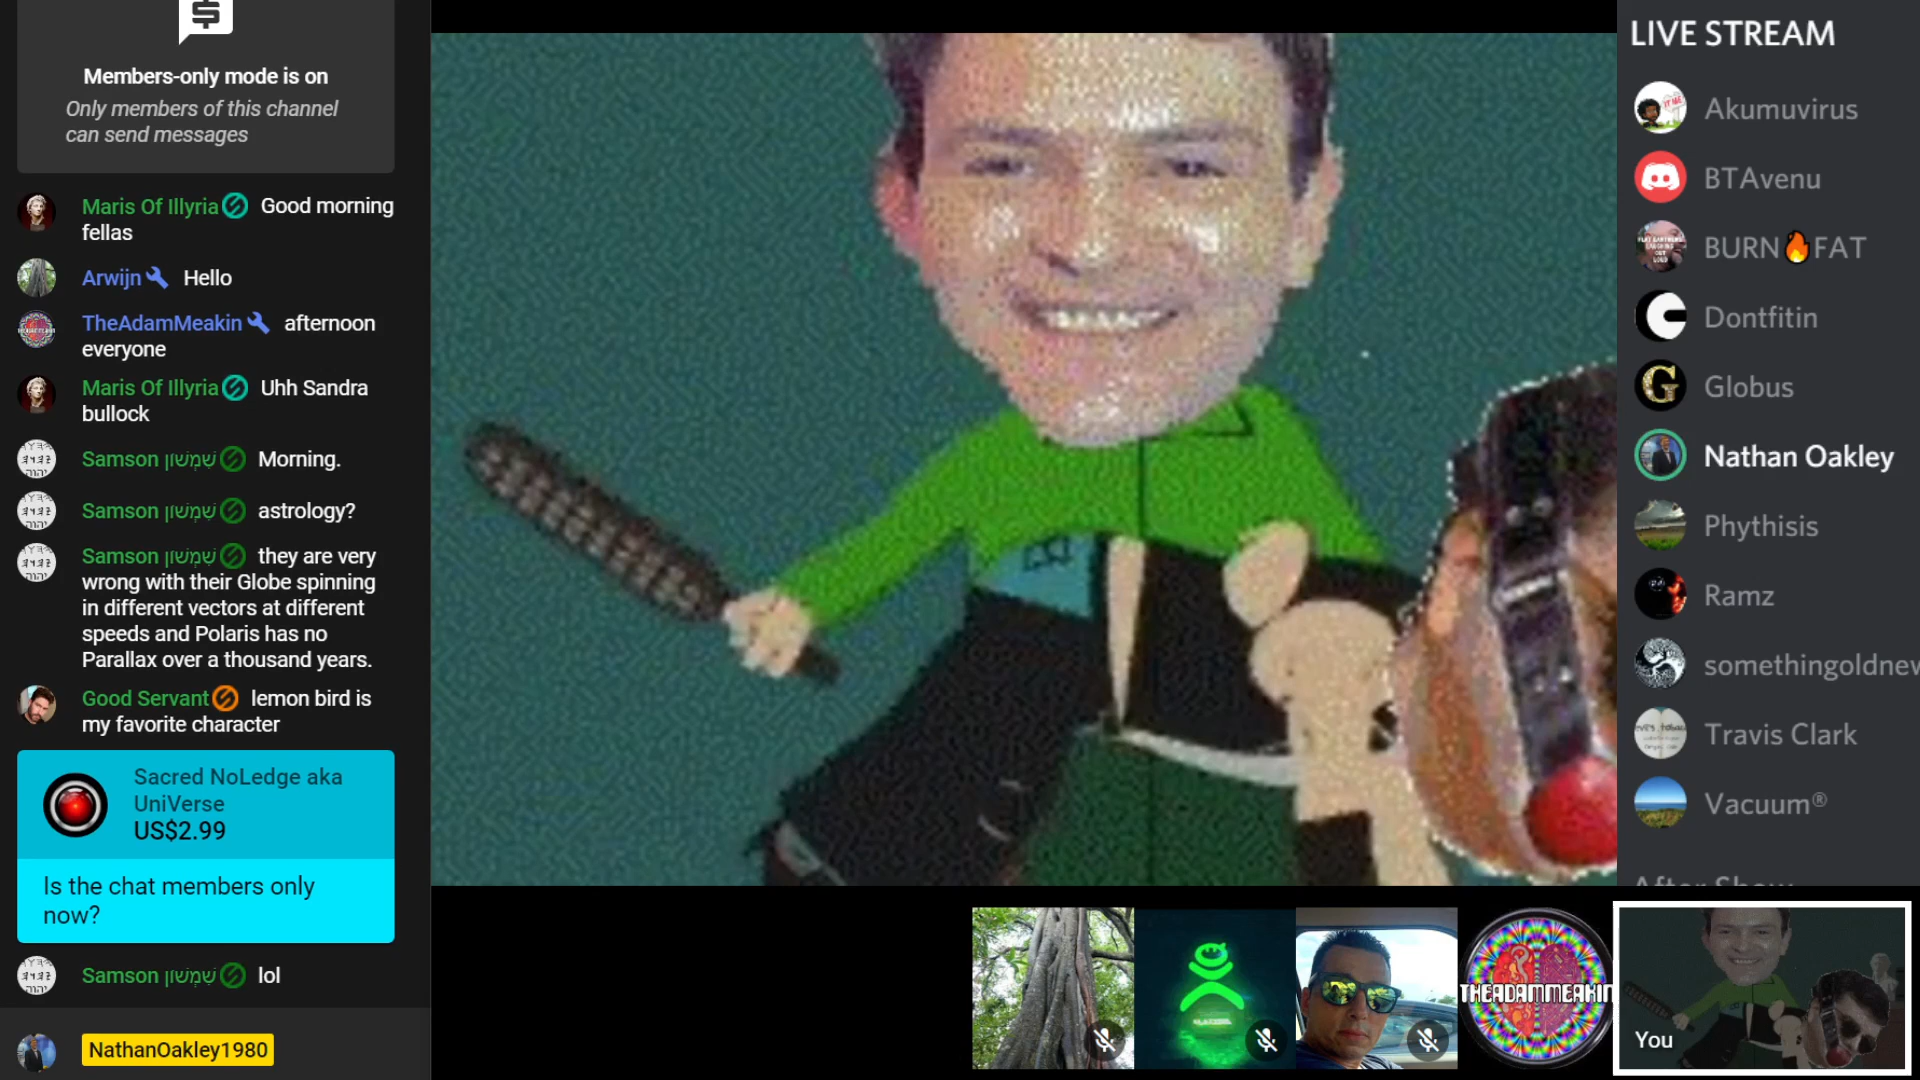 Members-only mode is on
Only members of this channel
can send messages
Maris Of Illyria Good morning
fellas
Arwijn Hello
TheAdamMeakin afternoon
everyone
Maris Of Illyria Uhh Sandra
bullock
Samson שִׁמְשׁוֹן Morning.
Samson שִׁמְשׁוֹן astrology?
Samson שִׁמְשׁוֹן they are very
wrong with their Globe spinning
in different vectors at different
speeds and Polaris has no
Parallax over a thousand years.
Good Servant lemon bird is
my favorite character
Sacred NoLedge aka
UniVerse
US$2.99
Is the chat members only
now?
Samson שִׁמְשׁוֹן lol
NathanOakley1980
LIVE STREAM
Akumuvirus
BTAvenu
BURN🔥FAT
Dontfitin
Globus
Nathan Oakley
Phythisis
Ramz
somethingoldnew
Travis Clark
Vacuum®
After Show
THEADAMMEAKIN
You